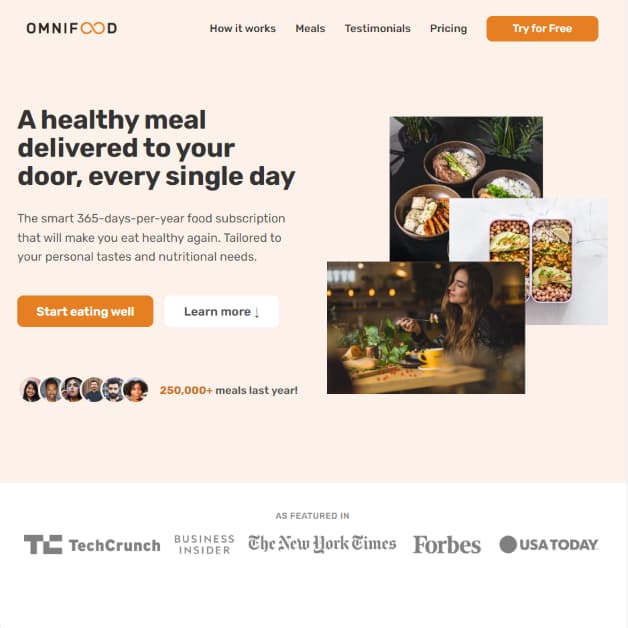 OMNIFOOD
How it works
Meals
Testimonials
Pricing
Try for Free
A healthy meal
delivered to your
door, every single day
The smart 365-days-per-year food subscription
that will make you eat healthy again. Tailored to
your personal tastes and nutritional needs.
Start eating well
Learn more ↓
250,000+ meals last year!
AS FEATURED IN
TC TechCrunch
BUSINESS
INSIDER
The New York Times
Forbes
USA TODAY